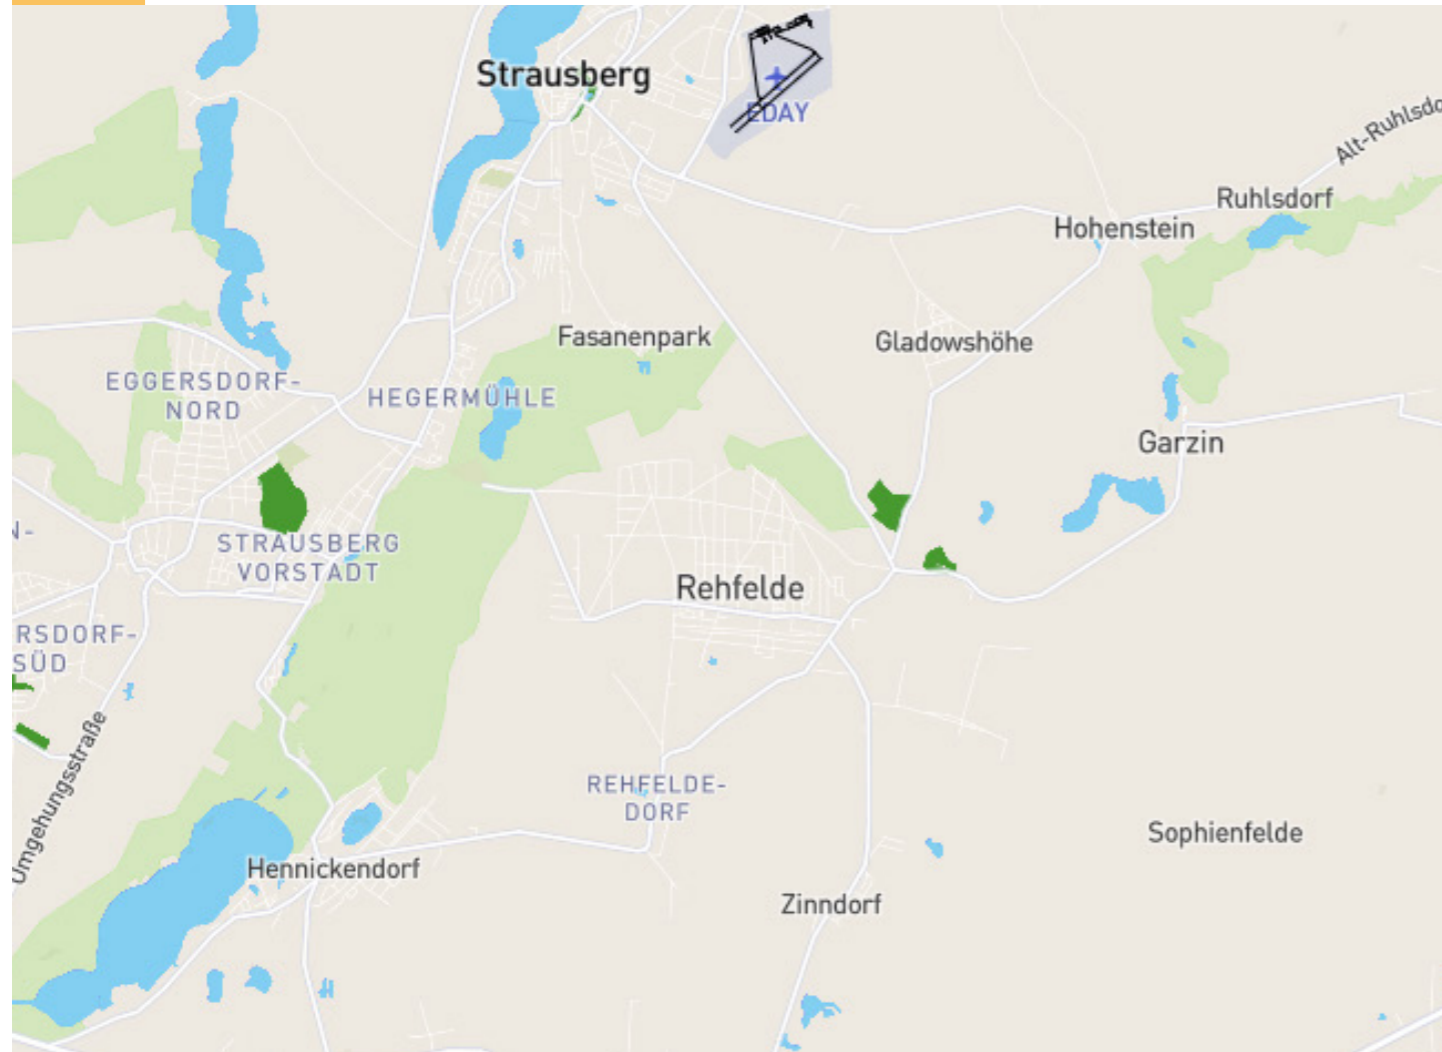 Strausberg
EDAY
Alt-Ruhlsdo
Ruhlsdorf
Hohenstein
Fasanenpark
Gladowshöhe
EGGERSDORF-
NORD
HEGERMÜHLE
Garzin
N-
STRAUSBERG
VORSTADT
Rehfelde
RSDORF-
SÜD
Umgehungsstraße
REHFELDE-
DORF
Sophienfelde
Hennickendorf
Zinndorf